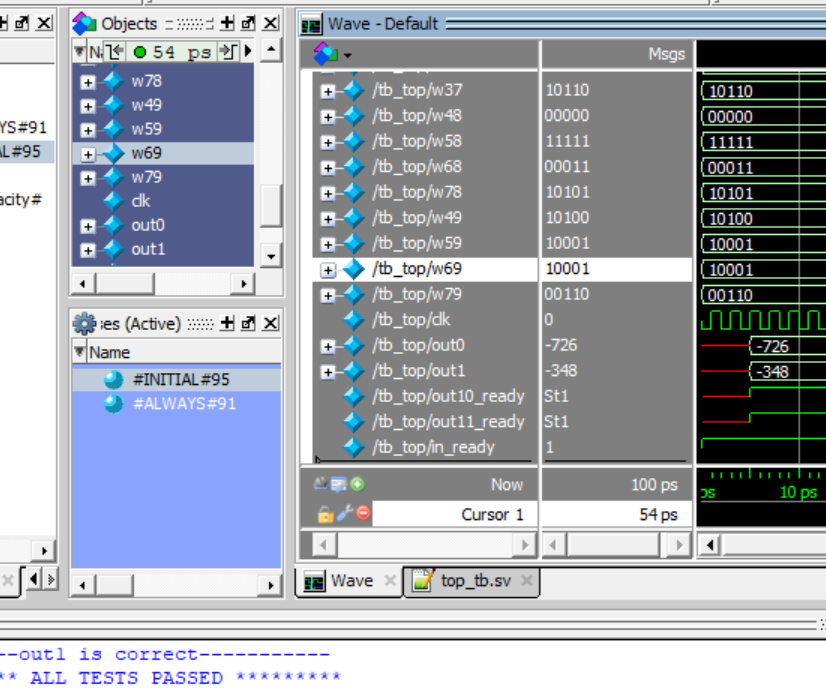 Objects
54 ps
w78
w49
w59
w69
w79
clk
out0
out1
YS#91
AL#95
acity#
ses (Active)
Name
#INITIAL#95
#ALWAYS#91
Wave - Default
Msgs
/tb_top/w37 10110 10110
/tb_top/w48 00000 00000
/tb_top/w58 11111 11111
/tb_top/w68 00011 00011
/tb_top/w78 10101 10101
/tb_top/w49 10100 10100
/tb_top/w59 10001 10001
/tb_top/w69 10001 10001
/tb_top/w79 00110 00110
/tb_top/clk 0
/tb_top/out0 -726 -726
/tb_top/out1 -348 -348
/tb_top/out10_ready St1
/tb_top/out11_ready St1
/tb_top/in_ready 1
Now 100 ps ps 10 ps
Cursor 1 54 ps
Wave top_tb.sv
--out1 is correct-----------
** ALL TESTS PASSED *********